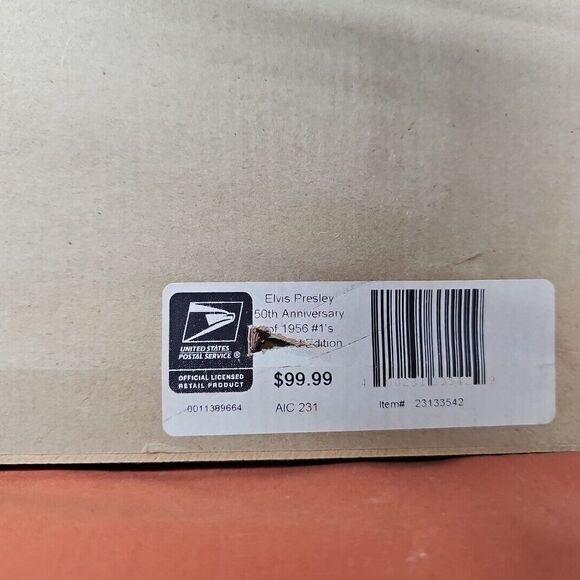 Elvis Presley
50th Anniversary
of 1956 #1's
Edition
UNITED STATES
POSTAL SERVICE ®
OFFICIAL LICENSED
RETAIL PRODUCT
$99.99
0011389664
AIC 231
Item# 23133542